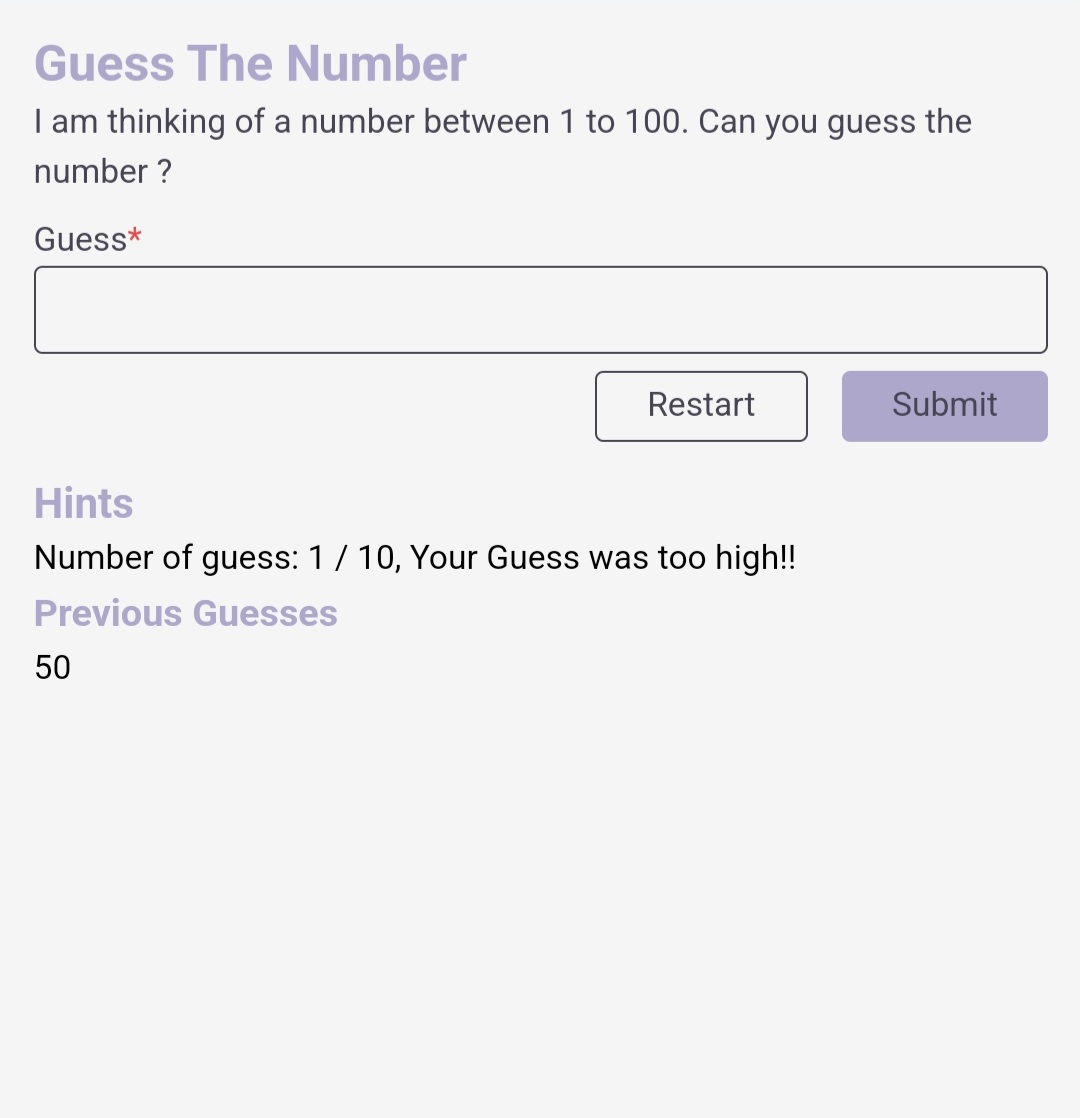 Guess The Number
I am thinking of a number between 1 to 100. Can you guess the
number ?
Guess*
Restart
Submit
Hints
Number of guess: 1 / 10, Your Guess was too high!!
Previous Guesses
50